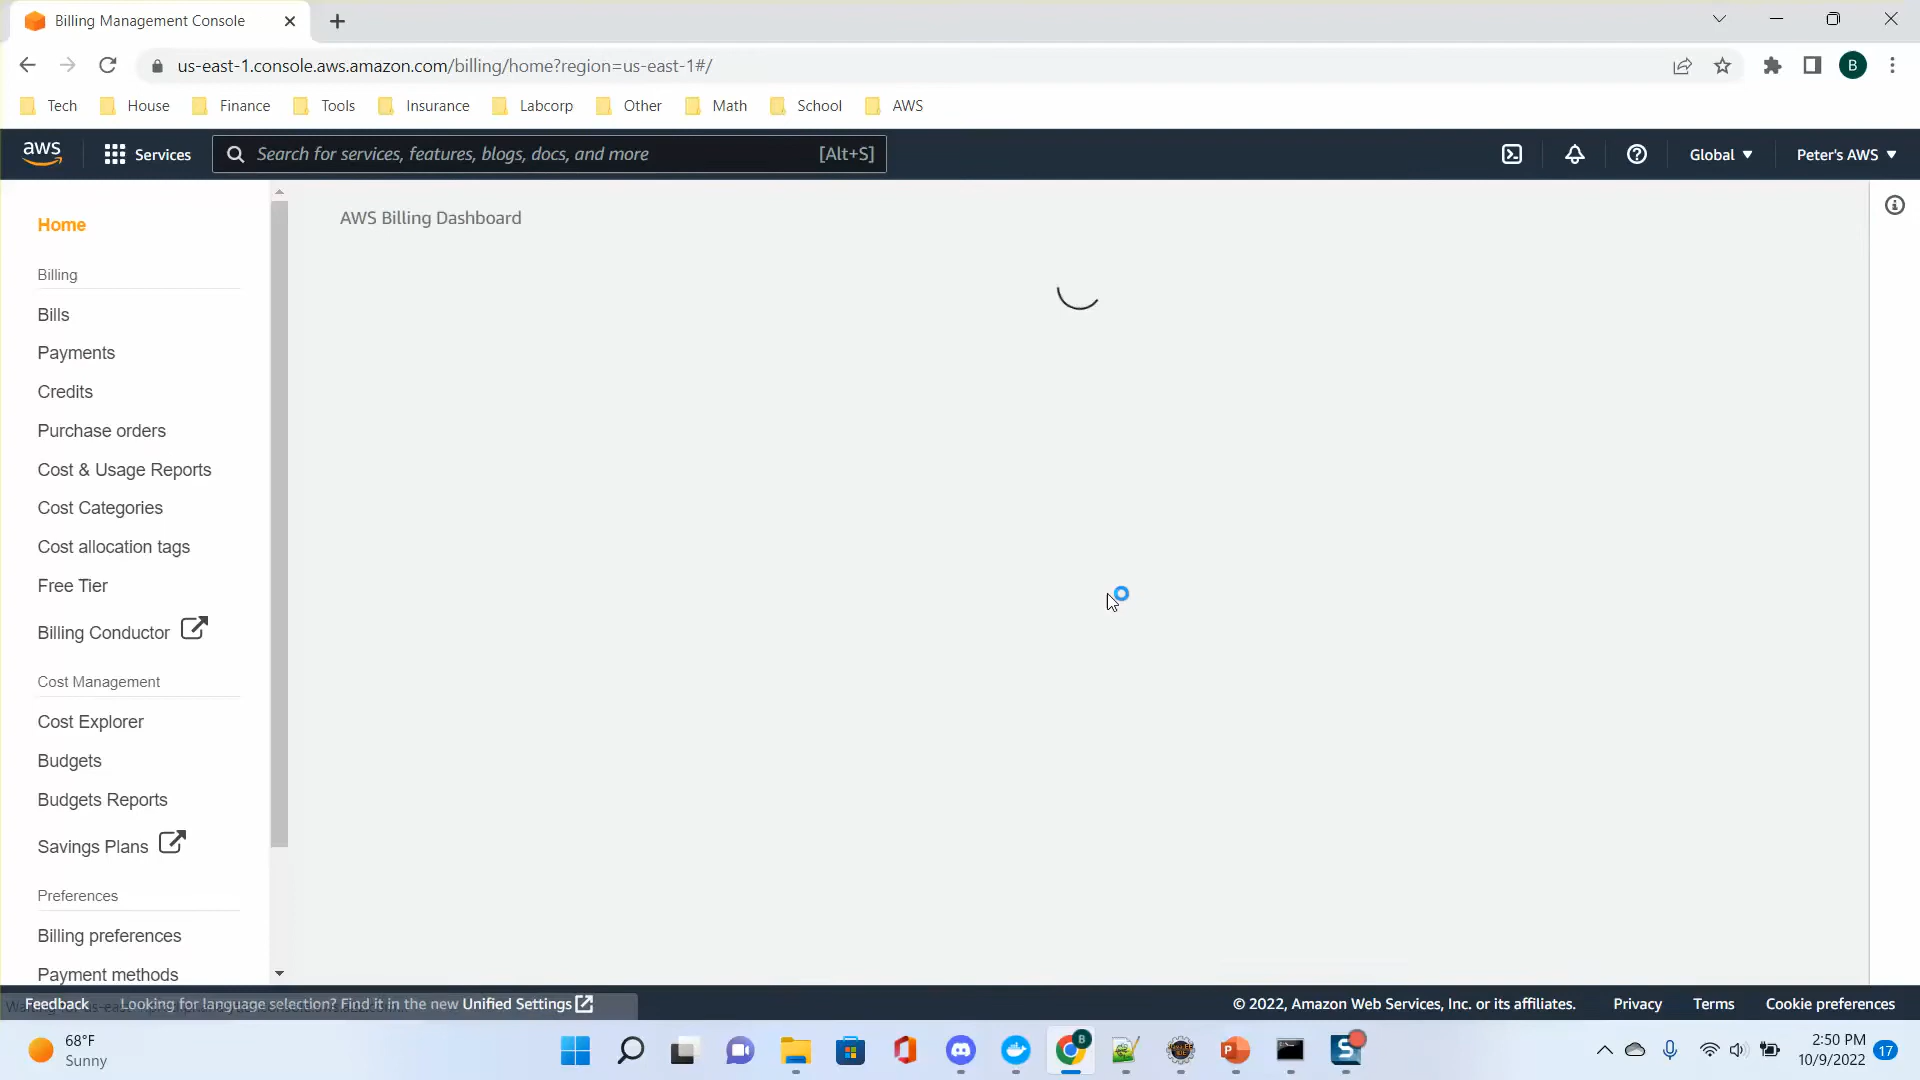 Billing Management Console
us-east-1.console.aws.amazon.com/billing/home?region=us-east-1#/
B
Tech House Finance Tools Insurance Labcorp Other Math School AWS
aws Services Search for services, features, blogs, docs, and more [Alt+S] Global Peter's AWS
Home
AWS Billing Dashboard
Billing
Bills
Payments
Credits
Purchase orders
Cost & Usage Reports
Cost Categories
Cost allocation tags
Free Tier
Billing Conductor
Cost Management
Cost Explorer
Budgets
Budgets Reports
Savings Plans
Preferences
Billing preferences
Payment methods
Feedback Looking for language selection? Find it in the new Unified Settings © 2022, Amazon Web Services, Inc. or its affiliates. Privacy Terms Cookie preferences
68°F
Sunny
2:50 PM
10/9/2022
17